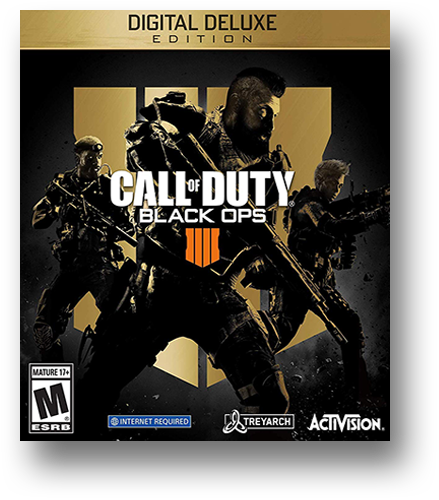 DIGITAL DELUXE
EDITION
CALL OF DUTY®
BLACK OPS
IIII
MATURE 17+
M
ESRB
INTERNET REQUIRED
TREYARCH
ACTIVISION.